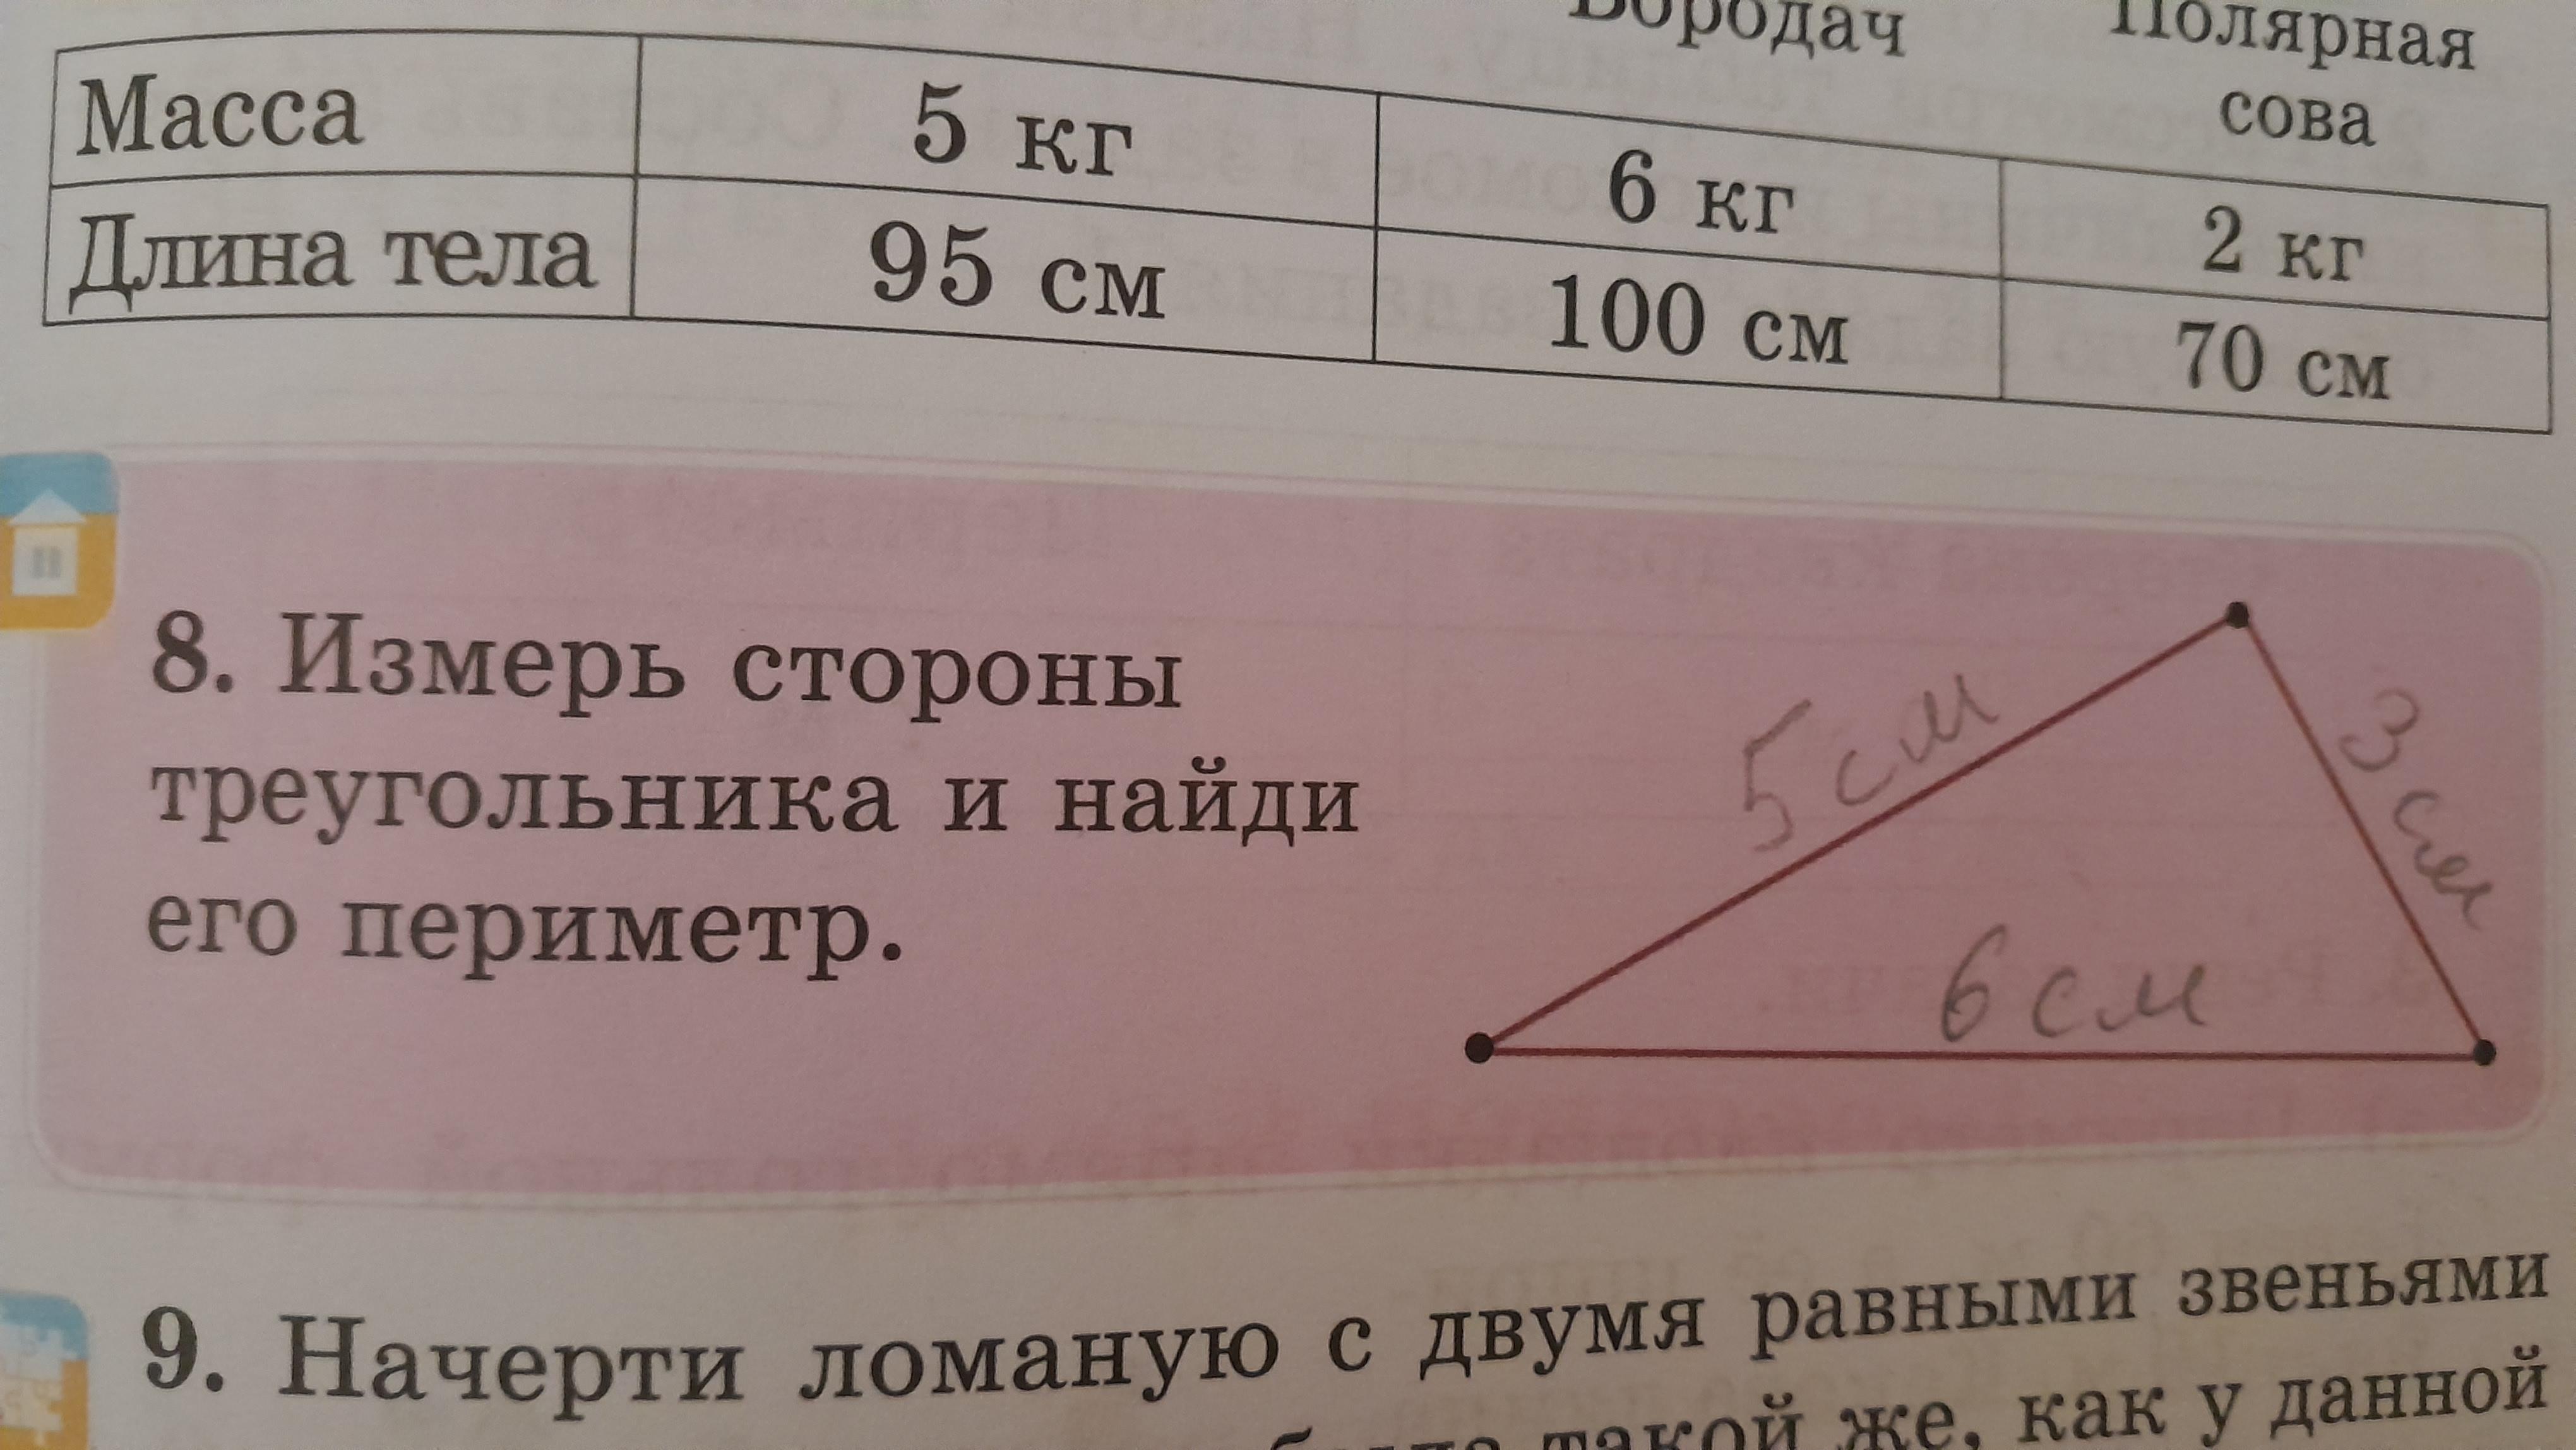 Бородач Полярная
сова
Масса 5 кг 6 кг 2 кг
Длина тела 95 см 100 см 70 см
8. Измерь стороны
треугольника и найди
его периметр.
5 см
3 см
6 см
9. Начерти ломаную с двумя равными звеньями
такой же, как у данной